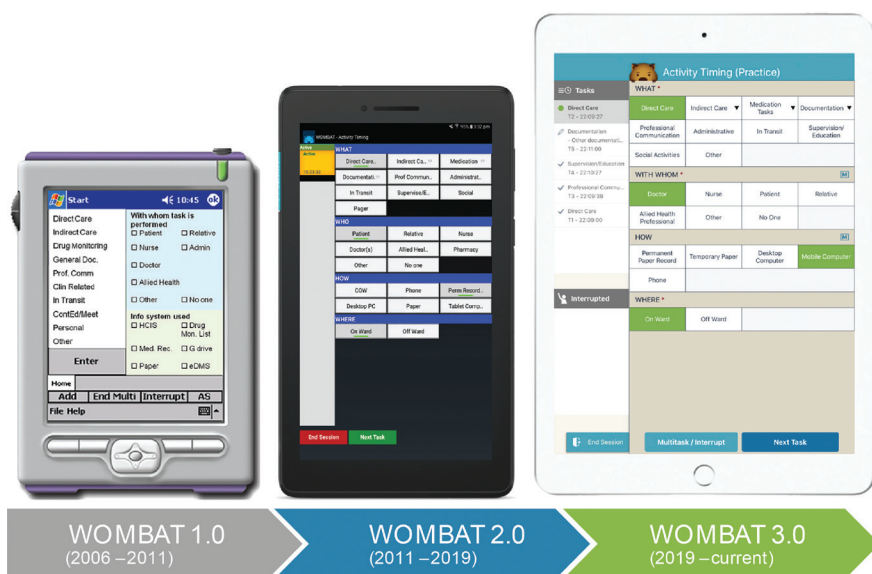 Start 10:45 ok
Direct Care
Indirect Care
Drug Monitoring
General Doc.
Prof. Comm
Clin Related
In Transit
ContEd/Meet
Personal
Other
Enter
With whom task is
performed
Patient Relative
Nurse Admin
Doctor
Allied Health
Other No one
Info system used
HCIS Drug
Mon. List
Med. Rec. G drive
Paper eDMS
Home
Add End Multi Interrupt AS
File Help
WOMBAT - Activity Timing
Active
Active
WHAT
Direct Care.. Indirect Ca.. Medication
Documentati.. Prof Commun.. Administrat..
In Transit Supervise/E.. Social
Pager
WHO
Patient Relative Nurse
Doctor(s) Allied Heal.. Pharmacy
Other No one
HOW
COW Phone Perm Record..
Desktop PC Paper Tablet Comp..
WHERE
On Ward Off Ward
End Session Next Task
Activity Timing (Practice)
Tasks
Direct Care
T2 - 22:09:27
Documentation
- Other documentati...
T5 - 22:11:00
Supervision/Education
T4 - 22:10:27
Professional Commu...
T3 - 22:09:38
Direct Care
T1 - 22:09:00
Interrupted
End Session
WHAT *
Direct Care Indirect Care Medication Tasks Documentation
Professional Communication Administrative In Transit Supervision/ Education
Social Activities Other
WITH WHOM * M
Doctor Nurse Patient Relative
Allied Health Professional Other No One
HOW M
Permanent Paper Record Temporary Paper Desktop Computer Mobile Computer
Phone
WHERE *
On Ward Off Ward
Multitask / Interrupt Next Task
WOMBAT 1.0 WOMBAT 2.0 WOMBAT 3.0
(2006 –2011) (2011 –2019) (2019 –current)